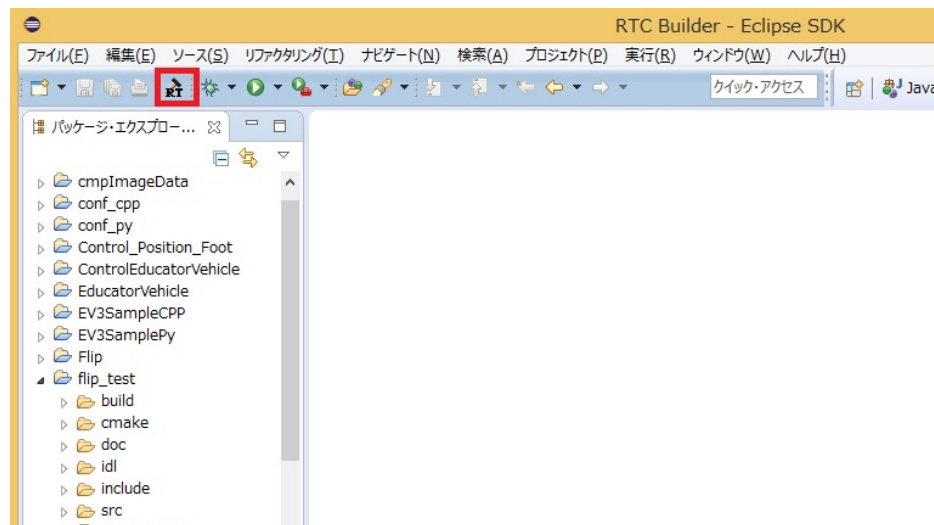 RTC Builder - Eclipse SDK
ファイル(F) 編集(E) ソース(S) リファクタリング(T) ナビゲート(N) 検索(A) プロジェクト(P) 実行(R) ウィンドウ(W) ヘルプ(H)
RT クイック・アクセス Java
パッケージ・エクスプロー...
cmpImageData
conf_cpp
conf_py
Control_Position_Foot
ControlEducatorVehicle
EducatorVehicle
EV3SampleCPP
EV3SamplePy
Flip
flip_test
build
cmake
doc
idl
include
src